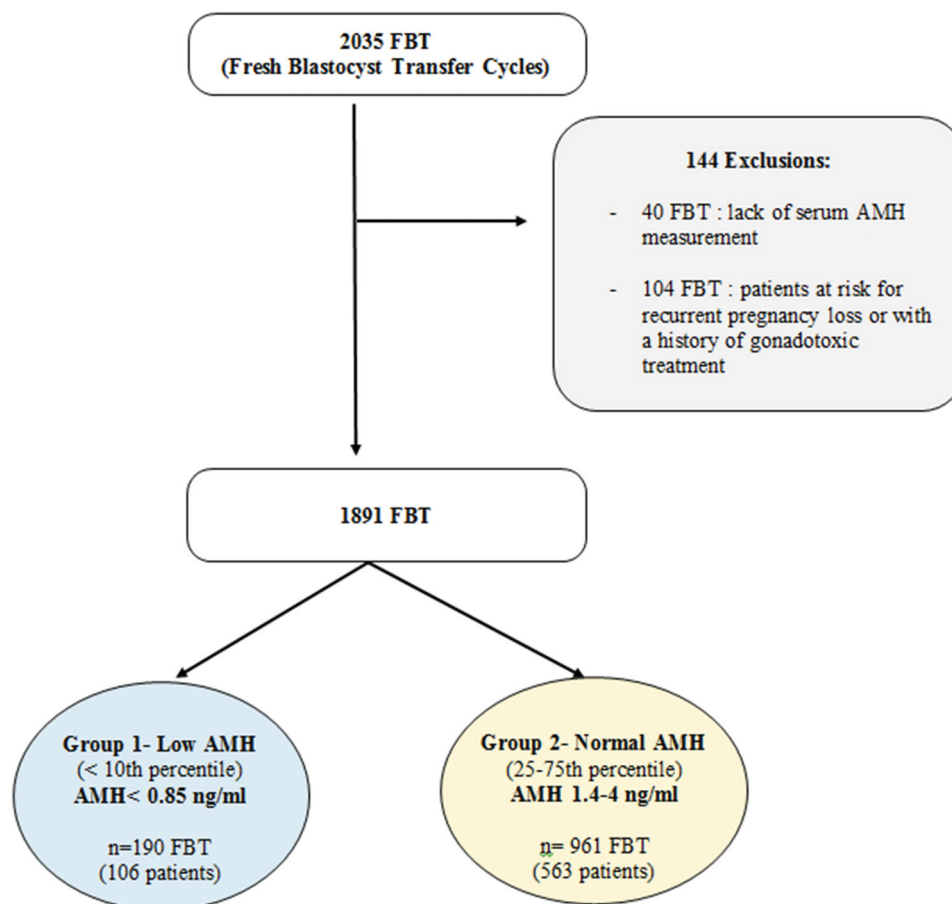 2035 FBT
(Fresh Blastocyst Transfer Cycles)
144 Exclusions:
- 40 FBT : lack of serum AMH
measurement
- 104 FBT : patients at risk for
recurrent pregnancy loss or with
a history of gonadotoxic
treatment
1891 FBT
Group 1- Low AMH
(< 10th percentile)
AMH< 0.85 ng/ml
n=190 FBT
(106 patients)
Group 2- Normal AMH
(25-75th percentile)
AMH 1.4-4 ng/ml
n= 961 FBT
(563 patients)